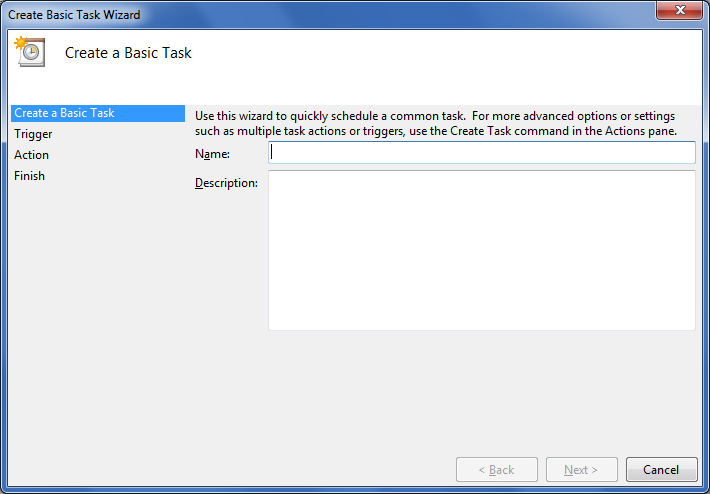 Create Basic Task Wizard
Create a Basic Task
Create a Basic Task
Trigger
Action
Finish
Use this wizard to quickly schedule a common task.  For more advanced options or settings
such as multiple task actions or triggers, use the Create Task command in the Actions pane.
Name:
Description:
< Back
Next >
Cancel